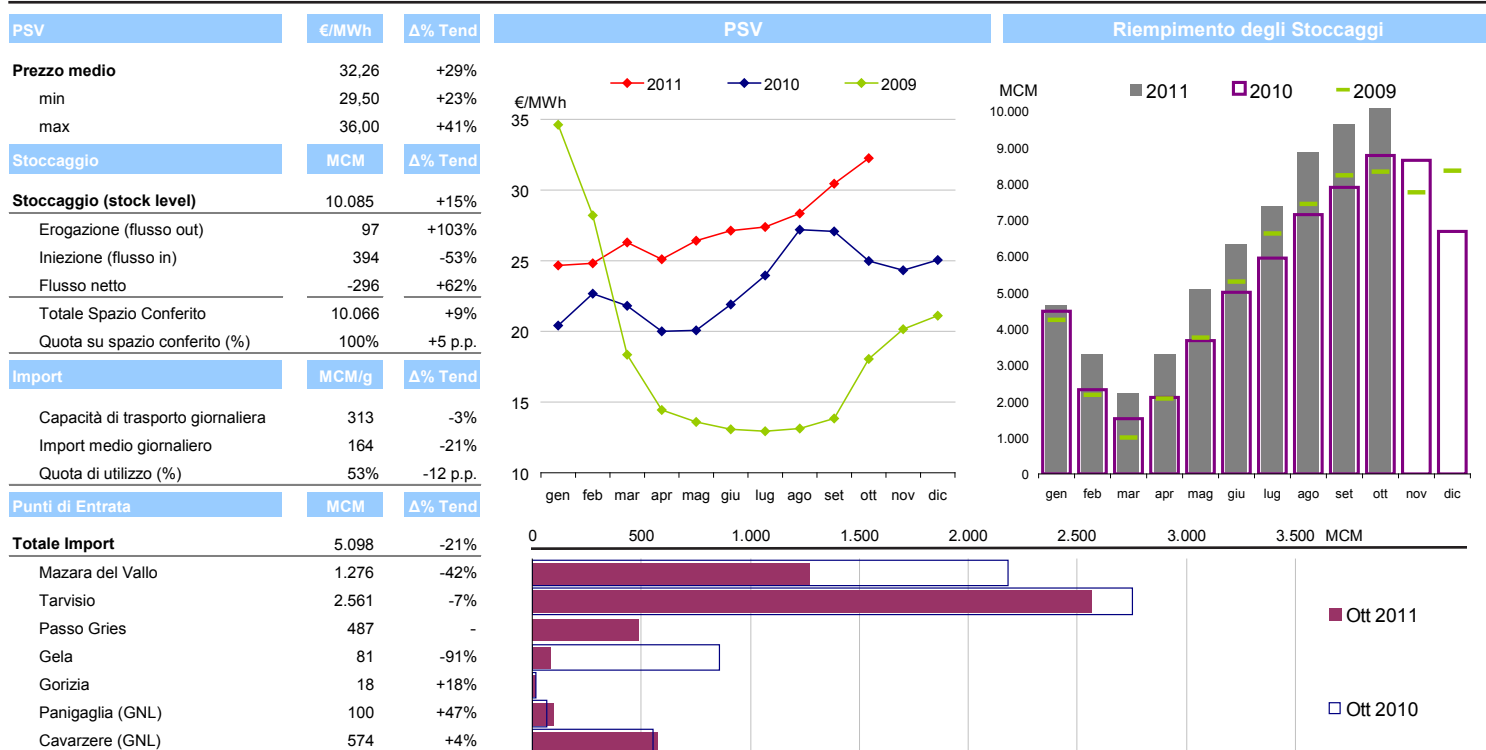 PSV €/MWh Δ% Tend
Prezzo medio 32,26 +29%
min 29,50 +23%
max 36,00 +41%
Stoccaggio MCM Δ% Tend
Stoccaggio (stock level) 10.085 +15%
Erogazione (flusso out) 97 +103%
Iniezione (flusso in) 394 -53%
Flusso netto -296 +62%
Totale Spazio Conferito 10.066 +9%
Quota su spazio conferito (%) 100% +5 p.p.
Import MCM/g Δ% Tend
Capacità di trasporto giornaliera 313 -3%
Import medio giornaliero 164 -21%
Quota di utilizzo (%) 53% -12 p.p.
Punti di Entrata MCM Δ% Tend
Totale Import 5.098 -21%
Mazara del Vallo 1.276 -42%
Tarvisio 2.561 -7%
Passo Gries 487 -
Gela 81 -91%
Gorizia 18 +18%
Panigaglia (GNL) 100 +47%
Cavarzere (GNL) 574 +4%
PSV
2011 2010 2009
€/MWh
35
30
25
20
15
10
gen feb mar apr mag giu lug ago set ott nov dic
Riempimento degli Stoccaggi
MCM 2011 2010 2009
10.000
9.000
8.000
7.000
6.000
5.000
4.000
3.000
2.000
1.000
0
gen feb mar apr mag giu lug ago set ott nov dic
0 500 1.000 1.500 2.000 2.500 3.000 3.500 MCM
Ott 2011
Ott 2010